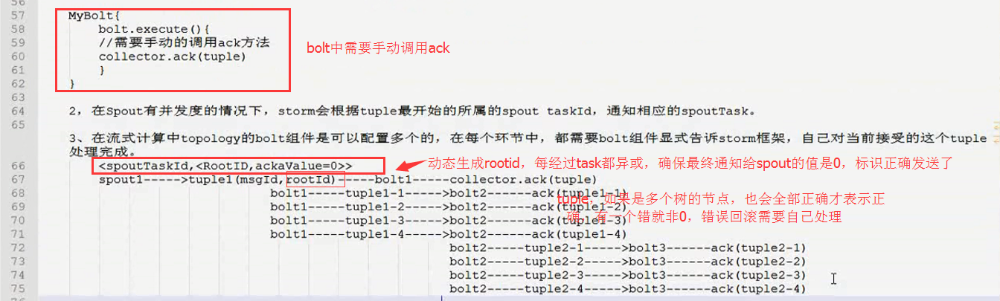 56
57 MyBolt{
58 bolt.execute(){
59 //需要手动的调用ack方法
60 collector.ack(tuple)
61 }
62 }
bolt中需要手动调用ack
63
64 2，在Spout有并发度的情况下，storm会根据tuple最开始的所属的spout taskId，通知相应的spoutTask。
65
3、在流式计算中topology的bolt组件是可以配置多个的，在每个环节中，都需要bolt组件显式告诉storm框架，自己对当前接受的这个tuple
处理完成。
66 <spoutTaskId,<RootID,ackaValue=0>>
动态生成rootid，每经过task都异或，确保最终通知给spout的值是0，标识正确发送了
67 spout1----->tuple1(msgId,rootId)-----bolt1-----collector.ack(tuple)
68 bolt1-----tuple1-1----->bolt2------ack(tuple1-1)
tuple，如果是多个树的节点，也会全部正确才表示正
69 bolt1-----tuple1-2----->bolt2------ack(tuple1-2)
确，有一个错就非0，错误回滚需要自己处理
70 bolt1-----tuple1-3----->bolt2------ack(tuple1-3)
71 bolt1-----tuple1-4----->bolt2------ack(tuple1-4)
72 bolt2-----tuple2-1----->bolt3------ack(tuple2-1)
73 bolt2-----tuple2-2----->bolt3------ack(tuple2-2)
74 bolt2-----tuple2-3----->bolt3------ack(tuple2-3)
75 bolt2-----tuple2-4----->bolt3------ack(tuple2-4)